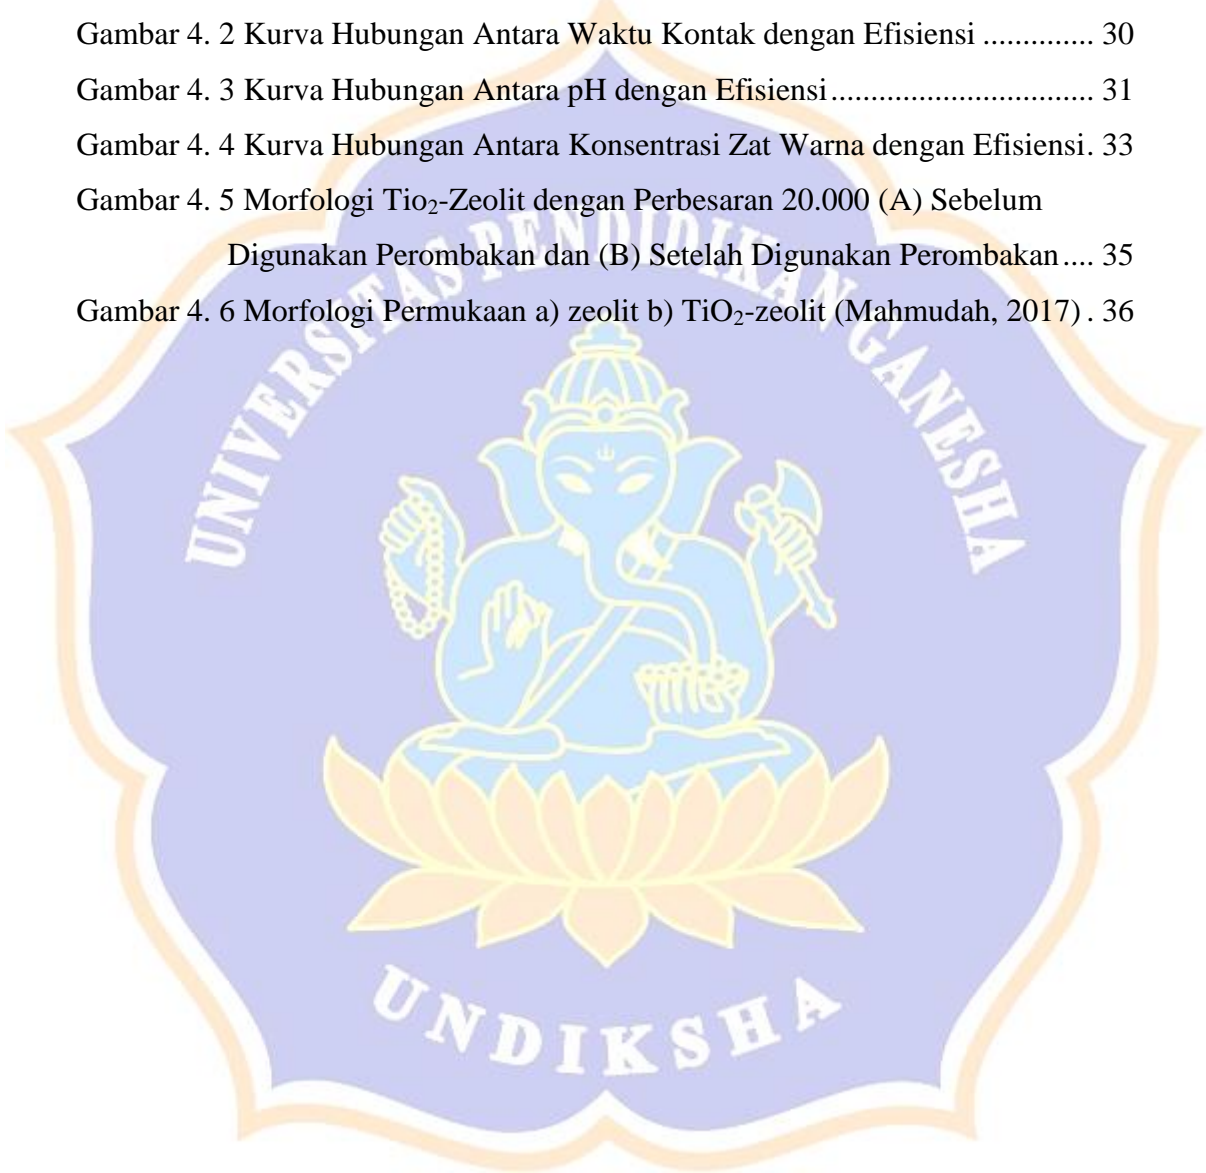 Gambar 4. 2 Kurva Hubungan Antara Waktu Kontak dengan Efisiensi .............. 30
Gambar 4. 3 Kurva Hubungan Antara pH dengan Efisiensi................................. 31
Gambar 4. 4 Kurva Hubungan Antara Konsentrasi Zat Warna dengan Efisiensi. 33
Gambar 4. 5 Morfologi Tio₂-Zeolit dengan Perbesaran 20.000 (A) Sebelum
Digunakan Perombakan dan (B) Setelah Digunakan Perombakan.... 35
Gambar 4. 6 Morfologi Permukaan a) zeolit b) TiO₂-zeolit (Mahmudah, 2017) . 36
UNIVERSITAS PENDIDIKAN GANESHA
UNDIKSHA